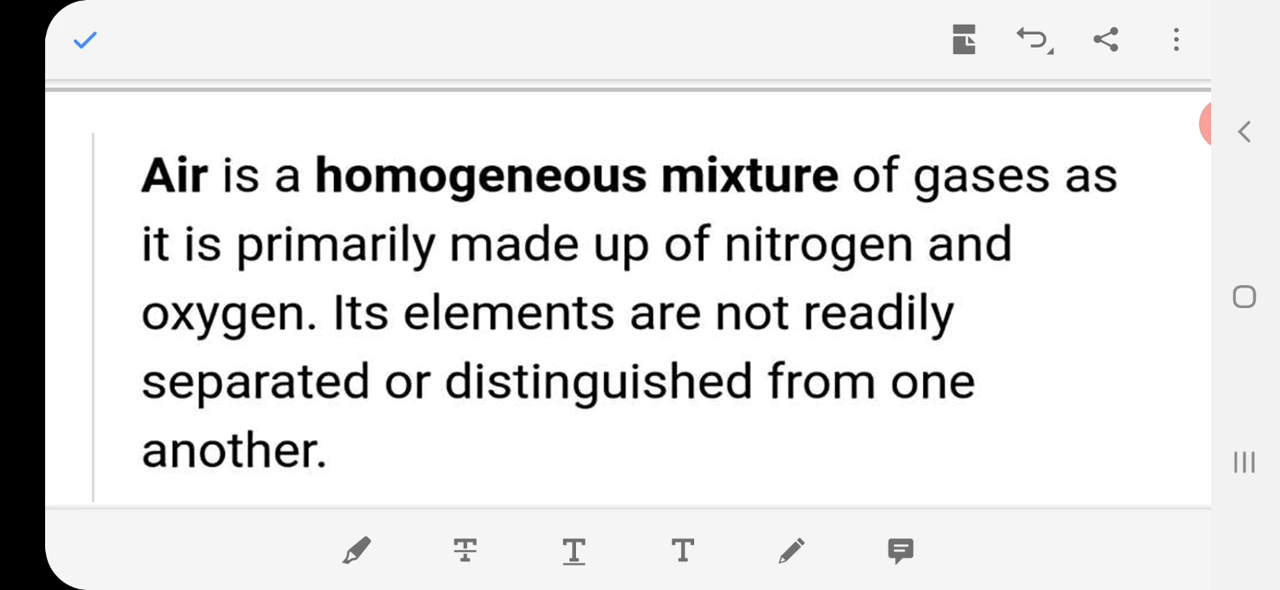 Air is a homogeneous mixture of gases as
it is primarily made up of nitrogen and
oxygen. Its elements are not readily
separated or distinguished from one
another.